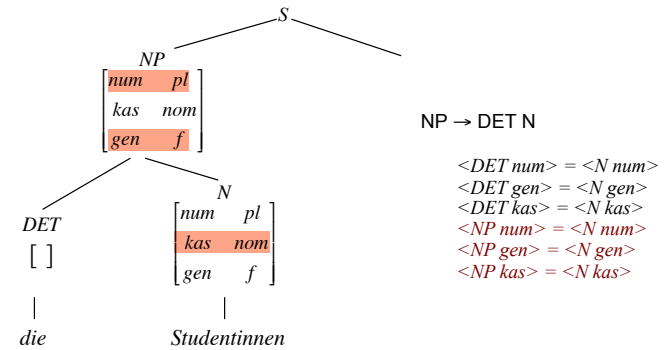 S
NP
num pl
kas nom
gen f
NP → DET N
<DET num> = <N num>
<DET gen> = <N gen>
<DET kas> = <N kas>
<NP num> = <N num>
<NP gen> = <N gen>
<NP kas> = <N kas>
DET
[ ]
N
num pl
kas nom
gen f
die
Studentinnen